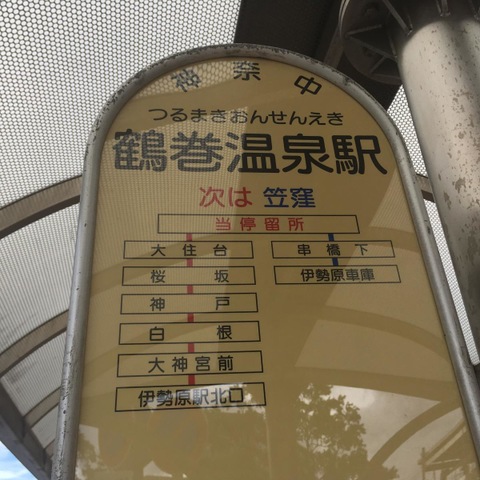 神奈中
つるまきおんせんえき
鶴巻温泉駅
次は 笠窪
当停留所
大住台
桜坂
神戸
白根
大神宮前
伊勢原駅北口
串橋下
伊勢原車庫